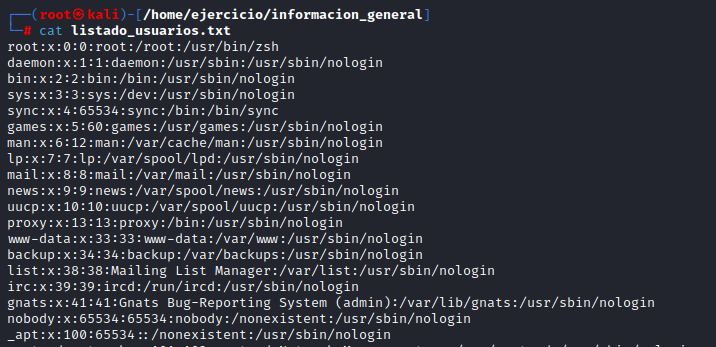 ┌──(root㉿kali)-[/home/ejercicio/informacion_general]
└─# cat listado_usuarios.txt
root:x:0:0:root:/root:/usr/bin/zsh
daemon:x:1:1:daemon:/usr/sbin:/usr/sbin/nologin
bin:x:2:2:bin:/bin:/usr/sbin/nologin
sys:x:3:3:sys:/dev:/usr/sbin/nologin
sync:x:4:65534:sync:/bin:/bin/sync
games:x:5:60:games:/usr/games:/usr/sbin/nologin
man:x:6:12:man:/var/cache/man:/usr/sbin/nologin
lp:x:7:7:lp:/var/spool/lpd:/usr/sbin/nologin
mail:x:8:8:mail:/var/mail:/usr/sbin/nologin
news:x:9:9:news:/var/spool/news:/usr/sbin/nologin
uucp:x:10:10:uucp:/var/spool/uucp:/usr/sbin/nologin
proxy:x:13:13:proxy:/bin:/usr/sbin/nologin
www-data:x:33:33:www-data:/var/www:/usr/sbin/nologin
backup:x:34:34:backup:/var/backups:/usr/sbin/nologin
list:x:38:38:Mailing List Manager:/var/list:/usr/sbin/nologin
irc:x:39:39:ircd:/run/ircd:/usr/sbin/nologin
gnats:x:41:41:Gnats Bug-Reporting System (admin):/var/lib/gnats:/usr/sbin/nologin
nobody:x:65534:65534:nobody:/nonexistent:/usr/sbin/nologin
_apt:x:100:65534::/nonexistent:/usr/sbin/nologin